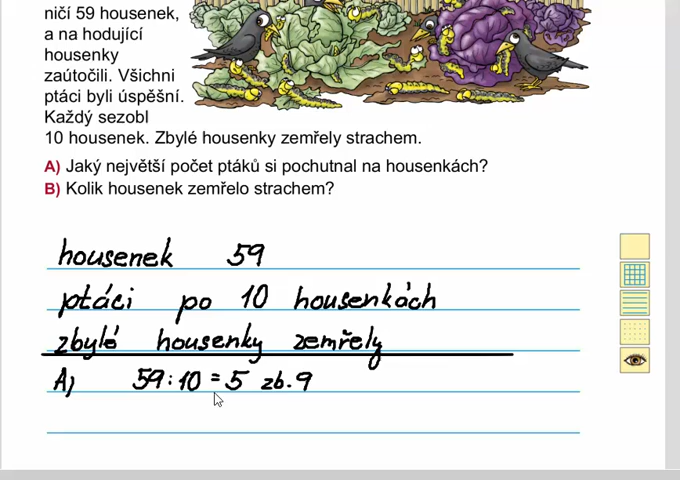 ničí 59 housenek,
a na hodující
housenky
zaútočili. Všichni
ptáci byli úspěšní.
Každý sezobl
10 housenek. Zbylé housenky zemřely strachem.
A) Jaký největší počet ptáků si pochutnal na housenkách?
B) Kolik housenek zemřelo strachem?
housenek 59
ptáci po 10 housenkách
zbylé housenky zemřely
A) 59:10 = 5 zb. 9